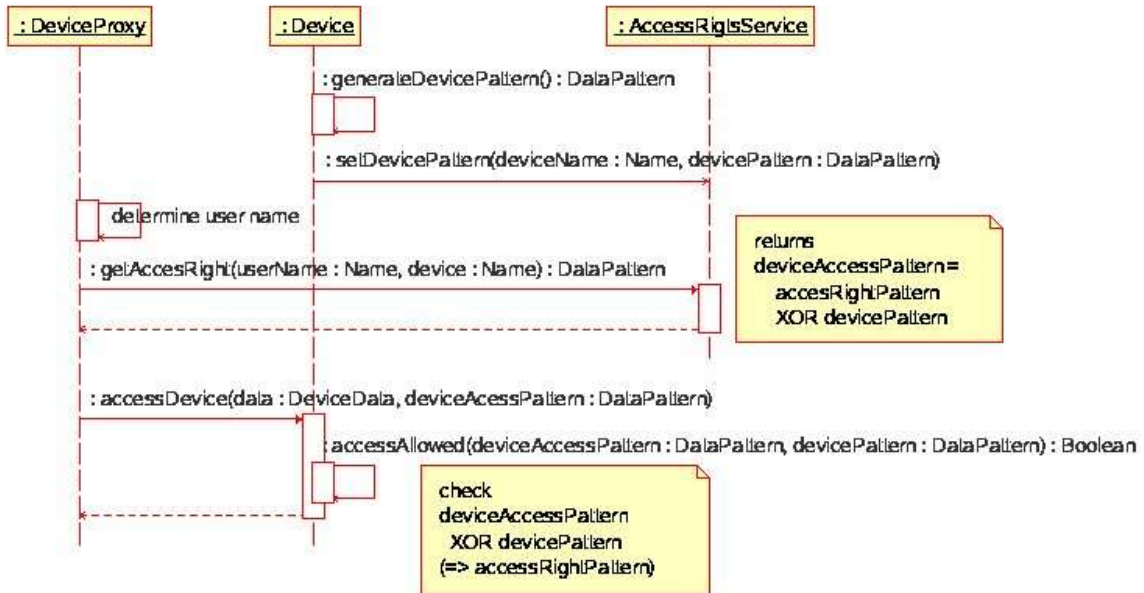 : DeviceProxy
: Device
: AccessRigtsService
: generateDevicePattern() : DataPattern
: setDevicePattern(deviceName : Name, devicePattern : DataPattern)
determine user name
: getAccesRight(userName : Name, device : Name) : DataPattern
returns
deviceAccessPattern =
accesRightPattern
XOR devicePattern
: accessDevice(data : DeviceData, deviceAcessPattern : DataPattern)
: accessAllowed(deviceAccessPattern : DataPattern, devicePattern : DataPattern) : Boolean
check
deviceAccessPattern
XOR devicePattern
(=> accessRightPattern)